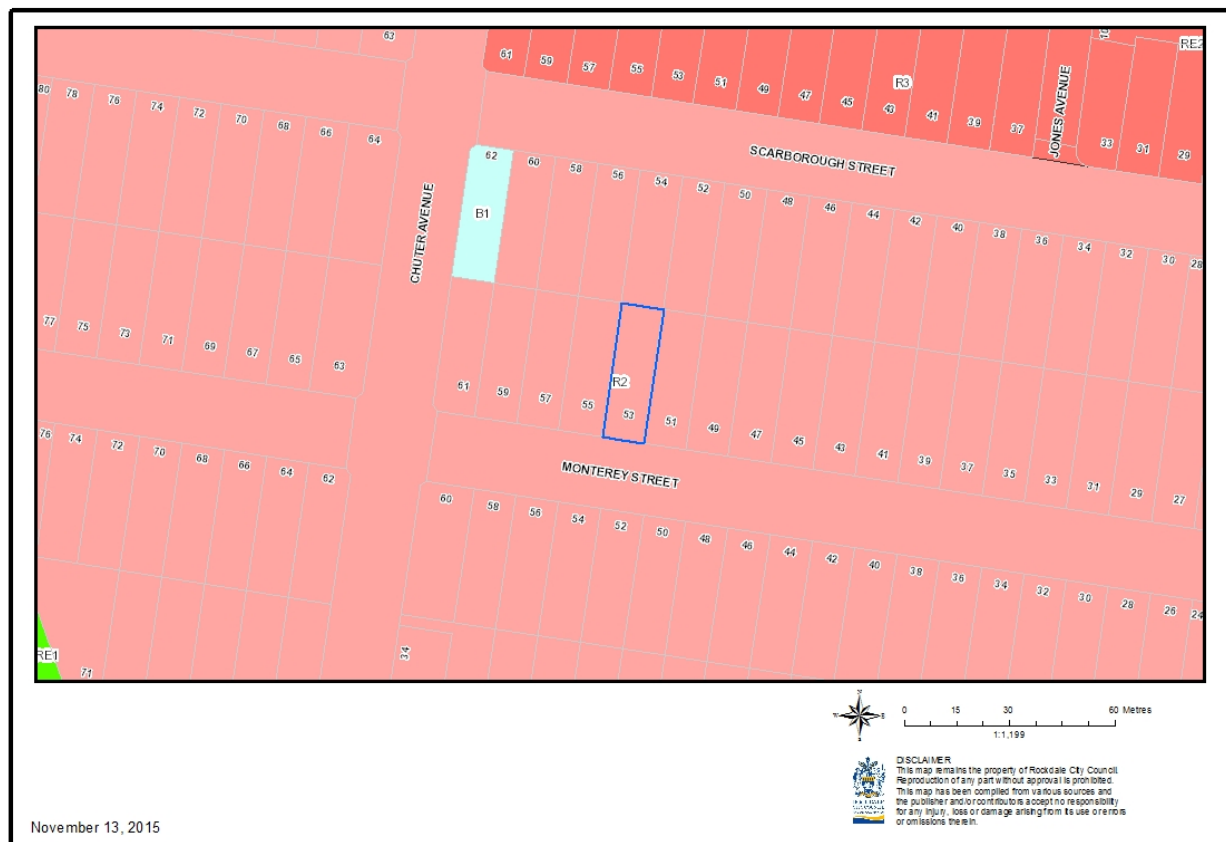 63
61 59 57 55 53 51 49 47 45 43 41 39 37 33 31 29
R3
RE2
JONES AVENUE
80 78 76 74 72 70 68 66 64
SCARBOROUGH STREET
62 60 58 56 54 52 50 48 46 44 42 40 38 36 34 32 30 28
B1
CHUTER AVENUE
77 75 73 71 69 67 65 63
R2
61 59 57 55 53 51 49 47 45 43 41 39 37 35 33 31 29 27
MONTEREY STREET
76 74 72 70 68 66 64 62
60 58 56 54 52 50 48 46 44 42 40 38 36 34 32 30 28 26 24
34
RE1
71
N
W E
S
0 15 30 60 Metres
1:1,199
DISCLAIMER
This map remains the property of Rockdale City Council.
Reproduction of any part without approval is prohibited.
This map has been compiled from various sources and
the publisher and/or contributors accept no responsibility
for any injury, loss or damage arising from its use or errors
or omissions therein.
November 13, 2015